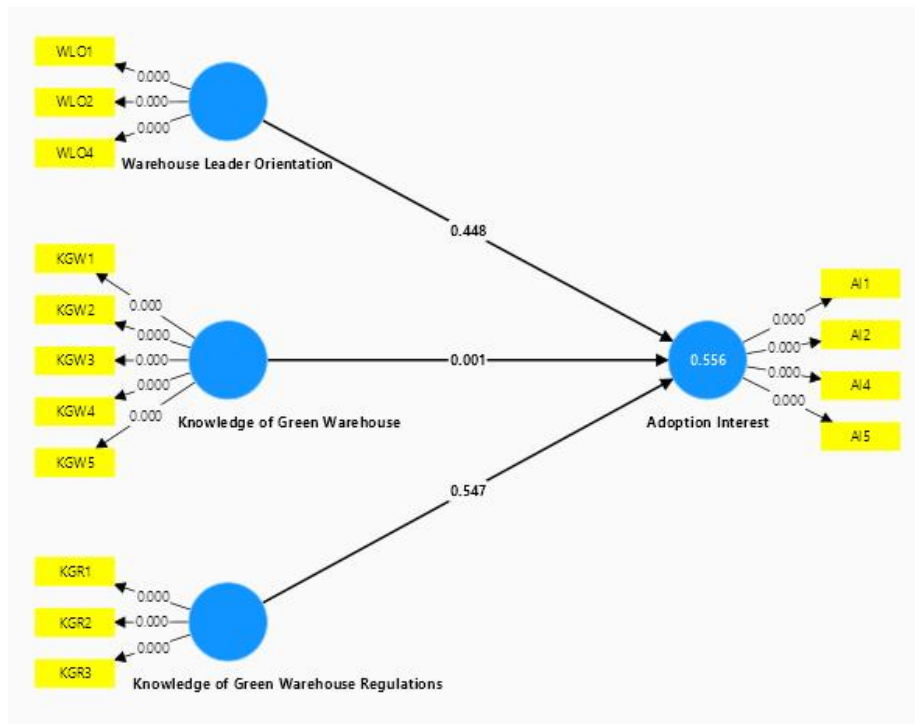 WLO1
0.000
WLO2
0.000
0.000
WLO4
Warehouse Leader Orientation
0.448
KGW1
0.000
KGW2
0.000
KGW3
0.000
KGW4
0.000
0.000
KGW5
Knowledge of Green Warehouse
0.001
0.556
Adoption Interest
AI1
0.000
AI2
0.000
0.000
AI4
0.000
AI5
0.547
KGR1
0.000
KGR2
0.000
0.000
KGR3
Knowledge of Green Warehouse Regulations